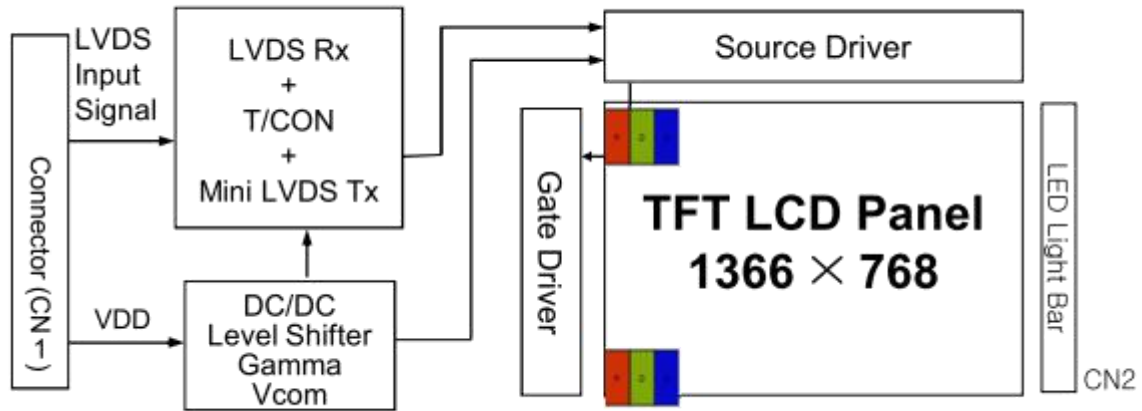 LVDS
Input
Signal
LVDS Rx
+
T/CON
+
Mini LVDS Tx
Source Driver
Connector (CN1)
Gate Driver
TFT LCD Panel
1366 × 768
LED Light Bar
VDD
DC/DC
Level Shifter
Gamma
Vcom
CN2